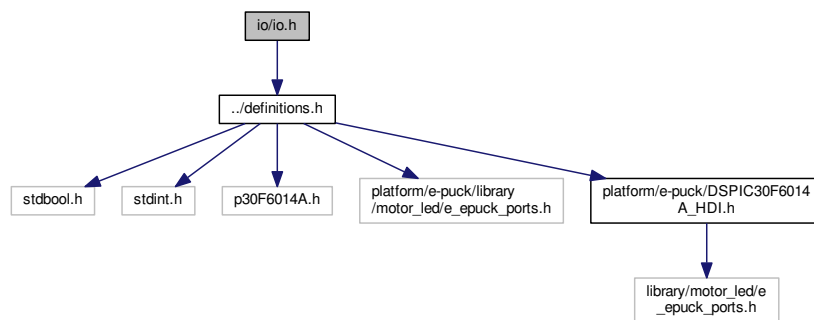 io/io.h
../definitions.h
stdbool.h
stdint.h
p30F6014A.h
platform/e-puck/library
/motor_led/e_epuck_ports.h
platform/e-puck/DSPIC30F6014
A_HDI.h
library/motor_led/e
_epuck_ports.h